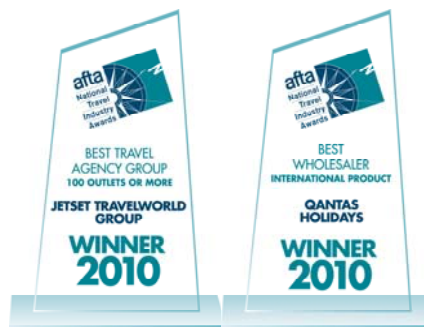 afta
National
Travel
Industry
Awards
BEST TRAVEL
AGENCY GROUP
100 OUTLETS OR MORE
JETSET TRAVELWORLD
GROUP
WINNER
2010
afta
National
Travel
Industry
Awards
BEST
WHOLESALER
INTERNATIONAL PRODUCT
QANTAS
HOLIDAYS
WINNER
2010